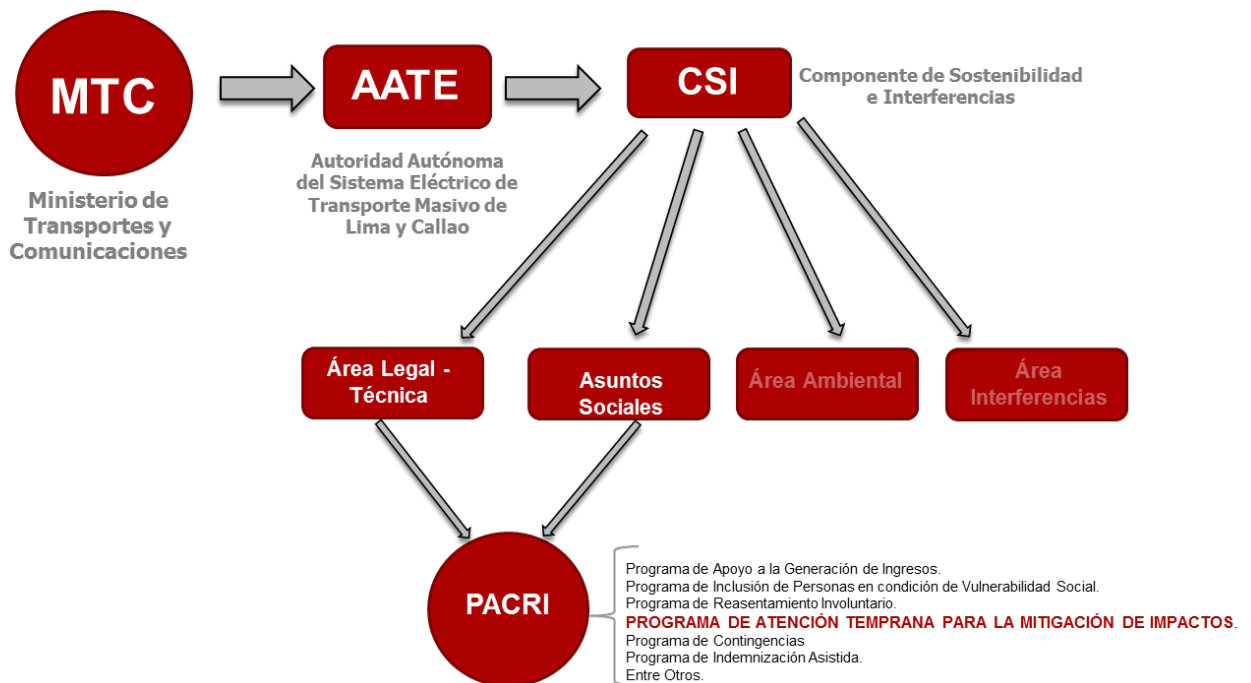 MTC
Ministerio de
Transportes y
Comunicaciones
AATE
Autoridad Autónoma
del Sistema Eléctrico de
Transporte Masivo de
Lima y Callao
CSI
Componente de Sostenibilidad
e Interferencias
Área Legal -
Técnica
Asuntos
Sociales
Área Ambiental
Área
Interferencias
PACRI
Programa de Apoyo a la Generación de Ingresos.
Programa de Inclusión de Personas en condición de Vulnerabilidad Social.
Programa de Reasentamiento Involuntario.
PROGRAMA DE ATENCIÓN TEMPRANA PARA LA MITIGACIÓN DE IMPACTOS.
Programa de Contingencias
Programa de Indemnización Asistida.
Entre Otros.